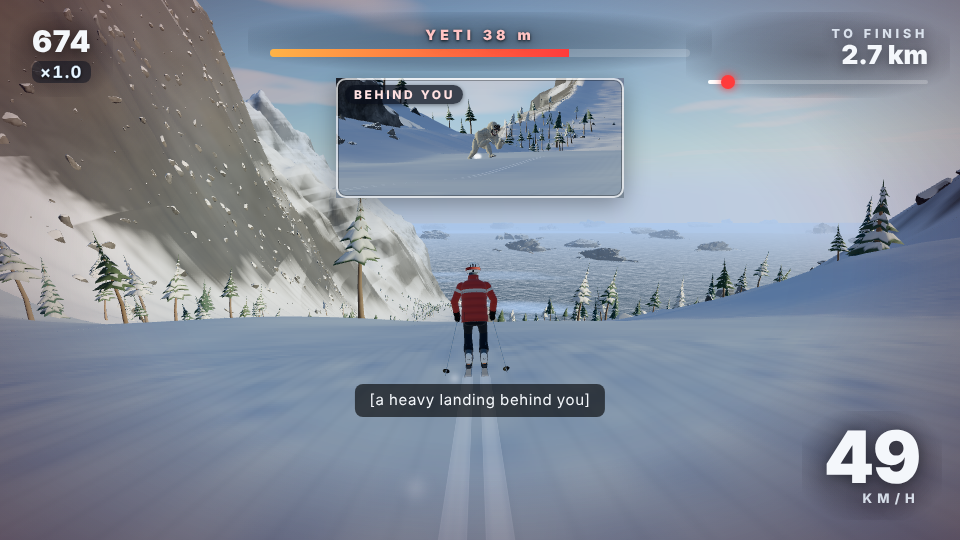 674
×1.0
YETI 38 m
TO FINISH
2.7 km
BEHIND YOU
[a heavy landing behind you]
49
KM/H